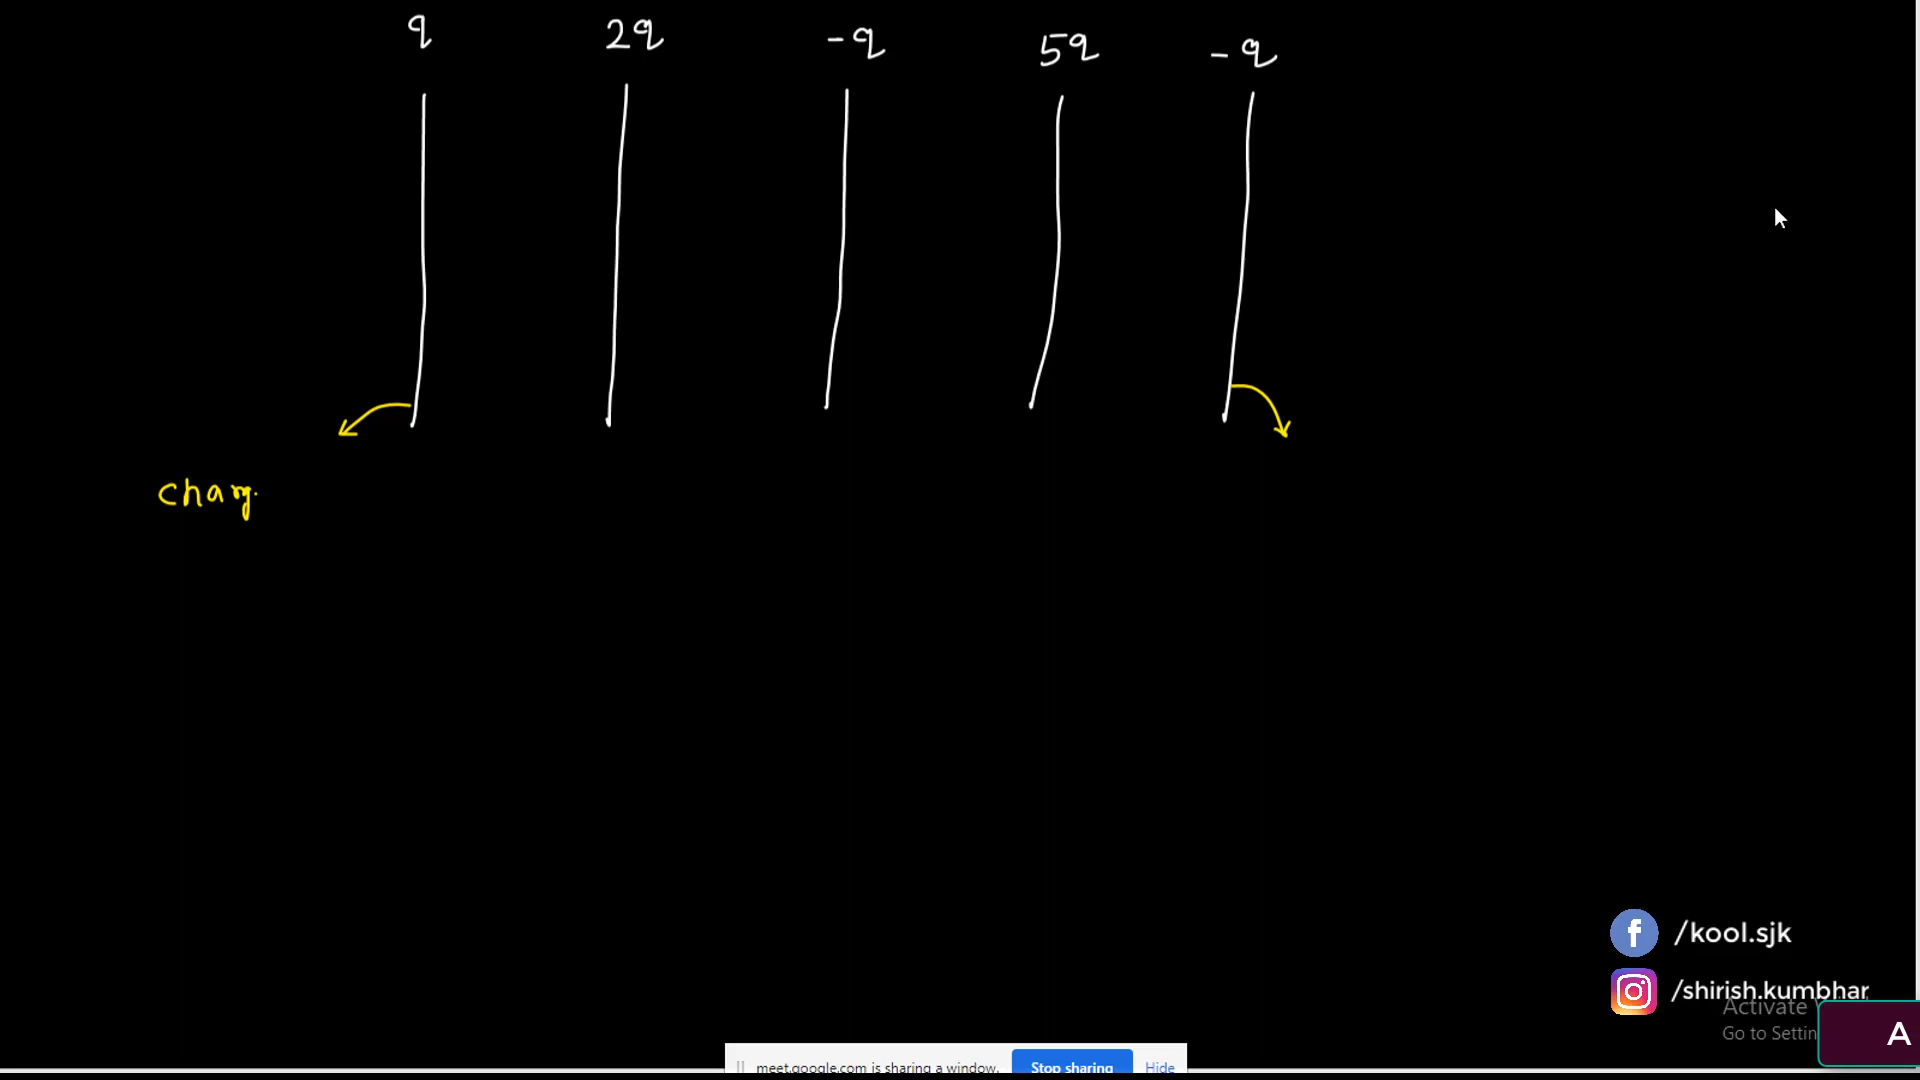 q 2q -q 5q -q
charg.
/kool.sjk
/shirish.kumbhar
Activate
Go to Settin
A
meet.google.com is sharing a window. Stop sharing Hide